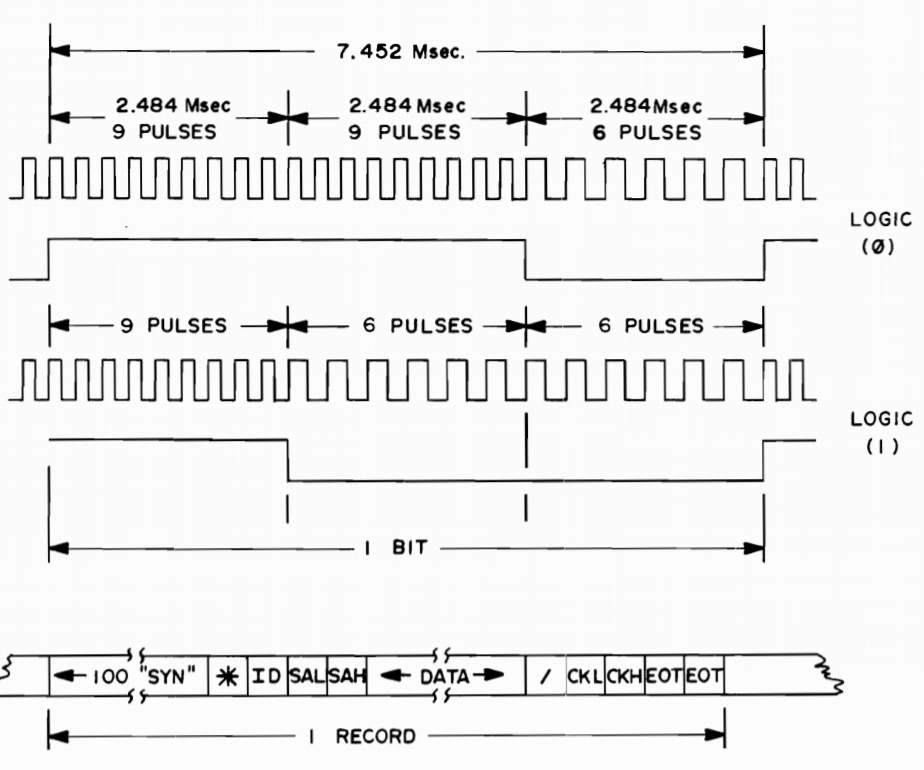 7.452 Msec.
2.484 Msec 2.484 Msec 2.484Msec
9 PULSES 9 PULSES 6 PULSES
LOGIC
(Ø)
9 PULSES 6 PULSES 6 PULSES
LOGIC
(1)
1 BIT
100 "SYN" * ID SAL SAH DATA / CKL CKH EOT EOT
1 RECORD